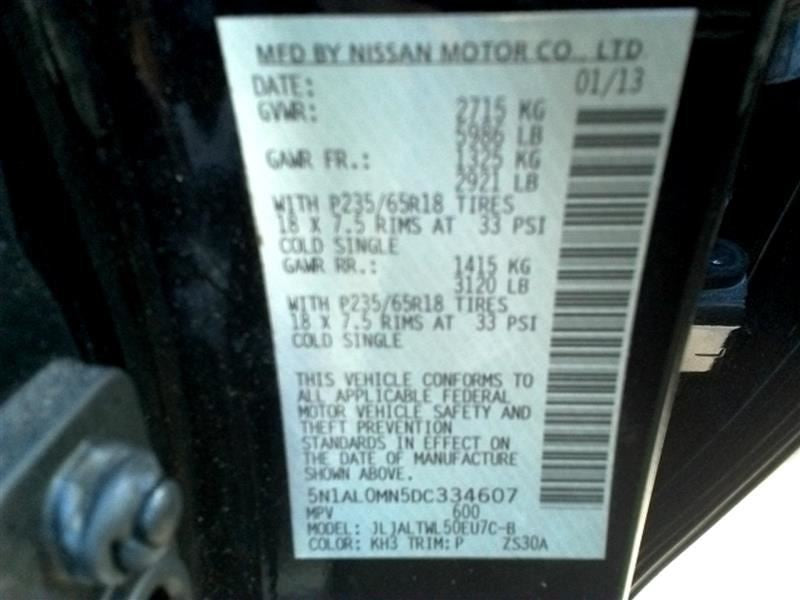 MFD BY NISSAN MOTOR CO., LTD
DATE: 01/13
GVWR: 2715 KG
5986 LB
GAWR FR.: 1325 KG
2921 LB
WITH P235/65R18 TIRES
18 X 7.5 RIMS AT 33 PSI
COLD SINGLE
GAWR RR.: 1415 KG
3120 LB
WITH P235/65R18 TIRES
18 X 7.5 RIMS AT 33 PSI
COLD SINGLE
THIS VEHICLE CONFORMS TO
ALL APPLICABLE FEDERAL
MOTOR VEHICLE SAFETY AND
THEFT PREVENTION
STANDARDS IN EFFECT ON
THE DATE OF MANUFACTURE
SHOWN ABOVE.
5N1AL0MN5DC334607
MPV 600
MODEL: JLJALTWL50EU7C-B
COLOR: KH3 TRIM: P ZS30A